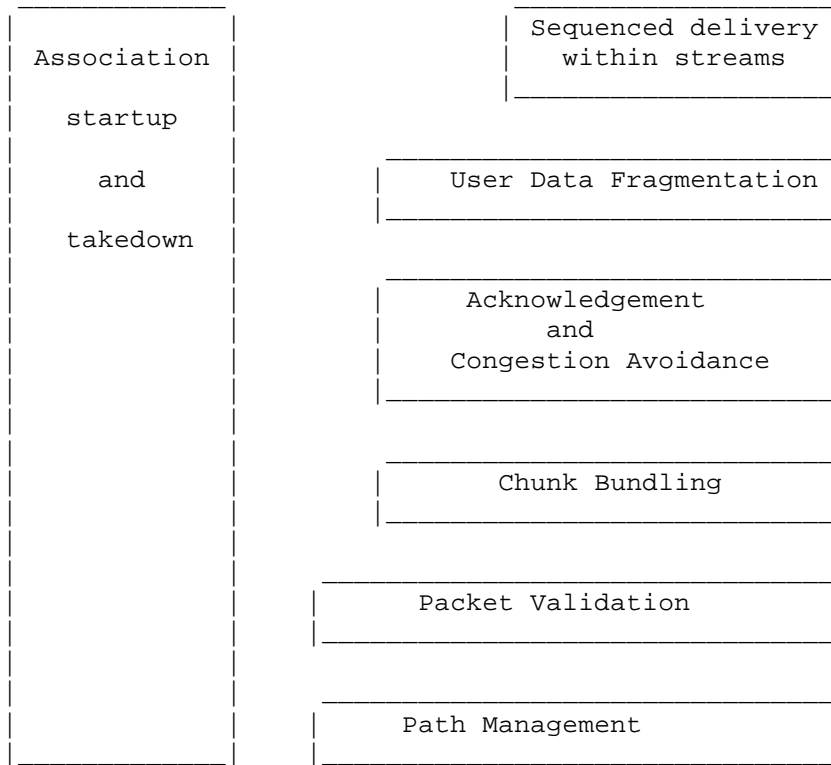 Association
startup
and
takedown
Sequenced delivery
within streams
User Data Fragmentation
Acknowledgement
and
Congestion Avoidance
Chunk Bundling
Packet Validation
Path Management